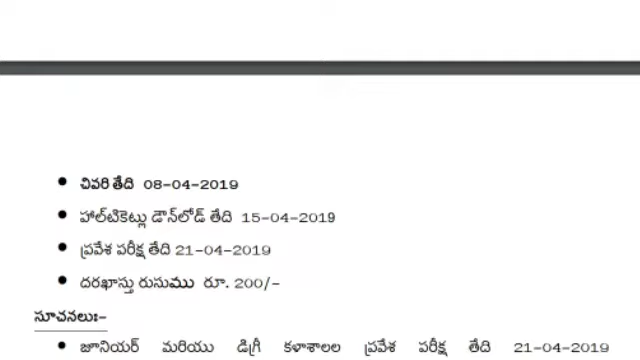 • చివరి తేది 08-04-2019
• హాల్‌టికెట్లు డౌన్‌లోడ్ తేది 15-04-2019
• ప్రవేశ పరీక్ష తేది 21-04-2019
• దరఖాస్తు రుసుము రూ. 200/-
సూచనలుః-
• జూనియర్ మరియు డిగ్రీ కళాశాలల ప్రవేశ పరీక్ష తేది 21-04-2019